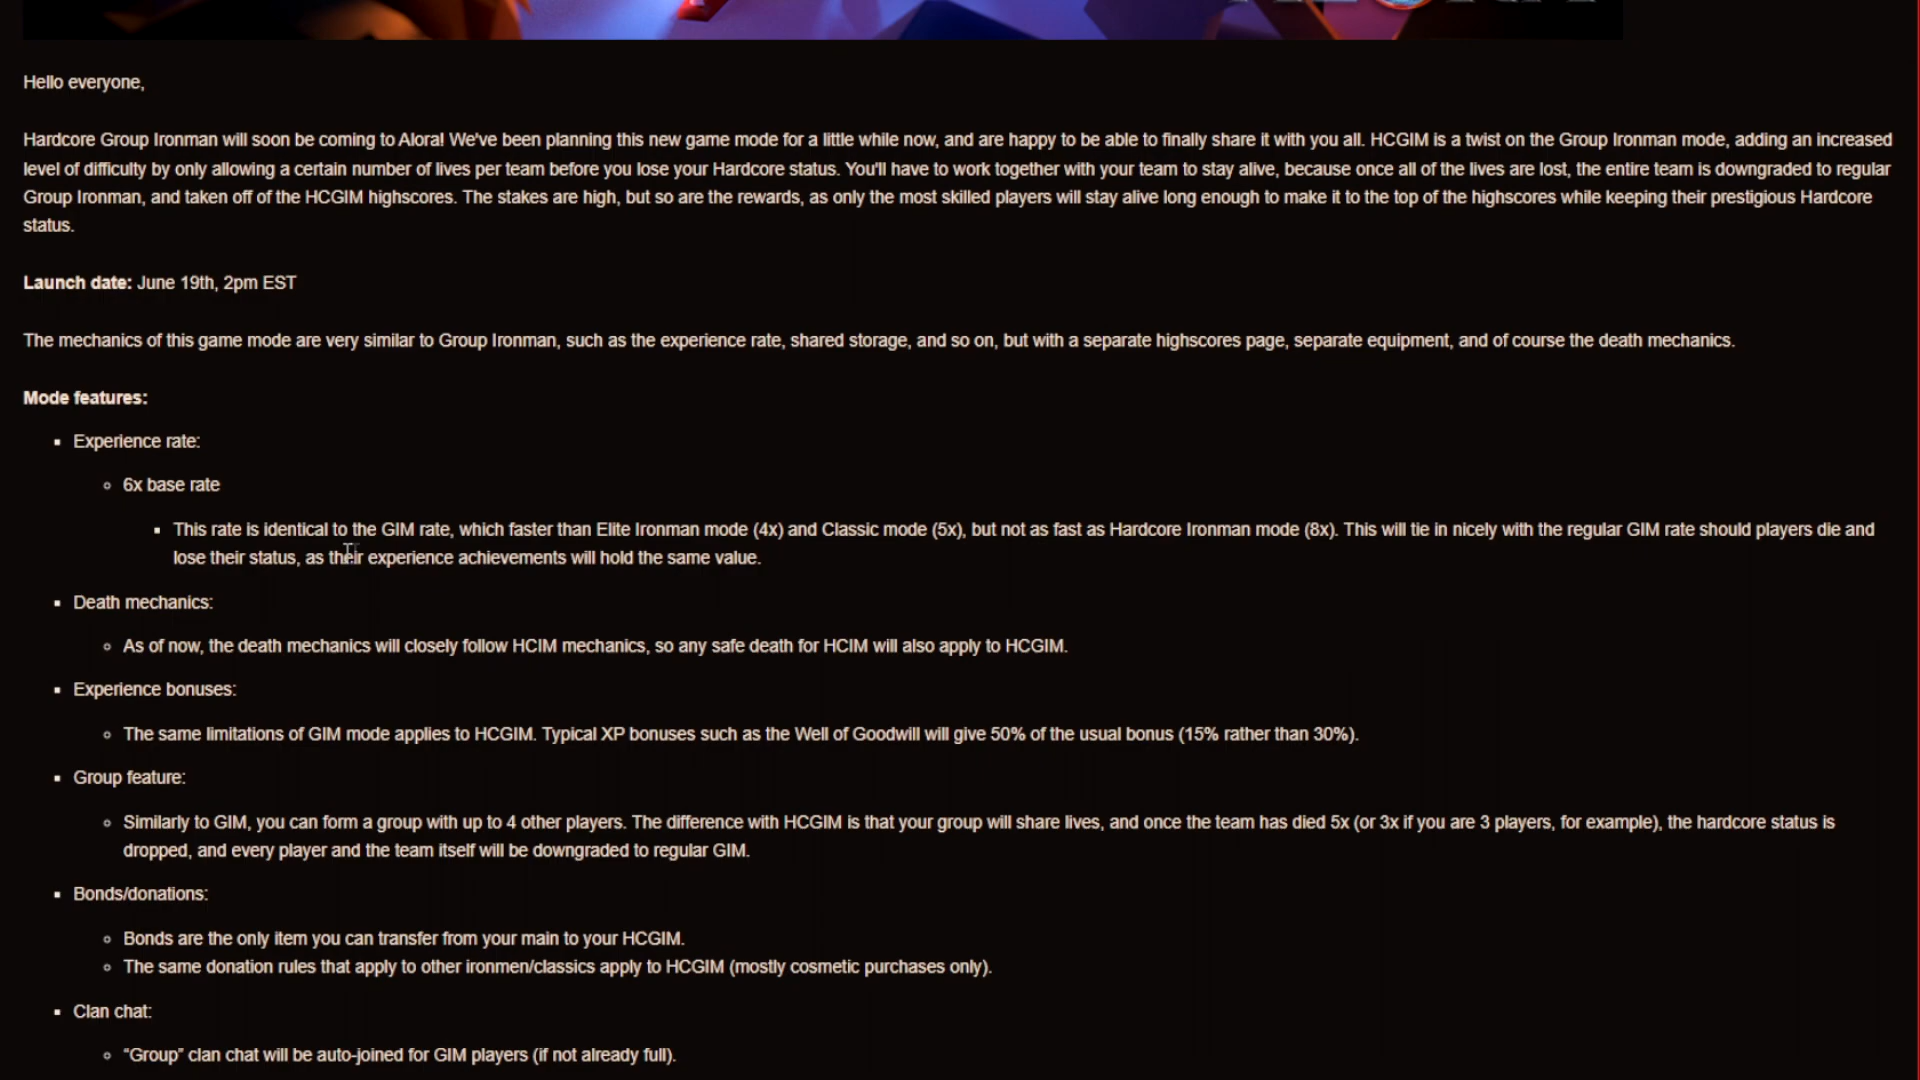 Hello everyone,
Hardcore Group Ironman will soon be coming to Alora! We've been planning this new game mode for a little while now, and are happy to be able to finally share it with you all. HCGIM is a twist on the Group Ironman mode, adding an increased
level of difficulty by only allowing a certain number of lives per team before you lose your Hardcore status. You'll have to work together with your team to stay alive, because once all of the lives are lost, the entire team is downgraded to regular
Group Ironman, and taken off of the HCGIM highscores. The stakes are high, but so are the rewards, as only the most skilled players will stay alive long enough to make it to the top of the highscores while keeping their prestigious Hardcore
status.
Launch date: June 19th, 2pm EST
The mechanics of this game mode are very similar to Group Ironman, such as the experience rate, shared storage, and so on, but with a separate highscores page, separate equipment, and of course the death mechanics.
Mode features:
Experience rate:
6x base rate
This rate is identical to the GIM rate, which faster than Elite Ironman mode (4x) and Classic mode (5x), but not as fast as Hardcore Ironman mode (8x). This will tie in nicely with the regular GIM rate should players die and
lose their status, as their experience achievements will hold the same value.
Death mechanics:
As of now, the death mechanics will closely follow HCIM mechanics, so any safe death for HCIM will also apply to HCGIM.
Experience bonuses:
The same limitations of GIM mode applies to HCGIM. Typical XP bonuses such as the Well of Goodwill will give 50% of the usual bonus (15% rather than 30%).
Group feature:
Similarly to GIM, you can form a group with up to 4 other players. The difference with HCGIM is that your group will share lives, and once the team has died 5x (or 3x if you are 3 players, for example), the hardcore status is
dropped, and every player and the team itself will be downgraded to regular GIM.
Bonds/donations:
Bonds are the only item you can transfer from your main to your HCGIM.
The same donation rules that apply to other ironmen/classics apply to HCGIM (mostly cosmetic purchases only).
Clan chat:
“Group” clan chat will be auto-joined for GIM players (if not already full).